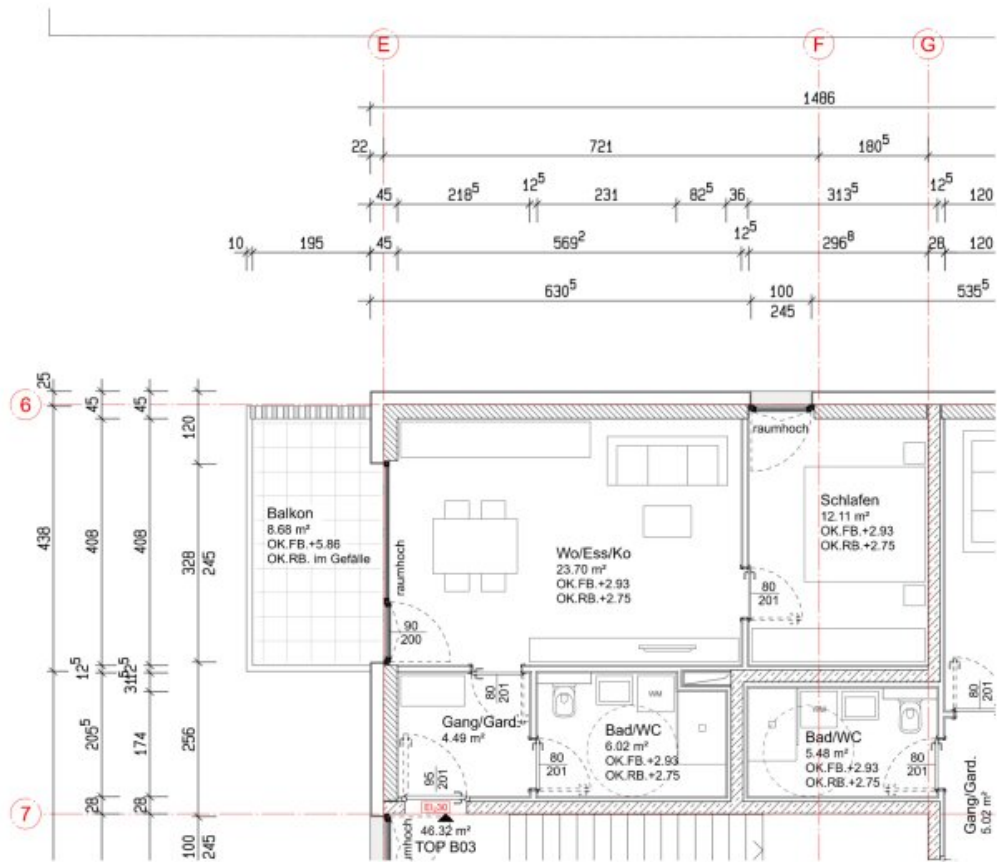 E
F
G
1486
22
721
180⁵
45
218⁵
12⁵
231
82⁵
36
313⁵
12⁵
120
10
195
45
569²
12⁵
296⁸
28
120
630⁵
100
245
535⁵
6
25
45
45
120
438
408
408
328
245
12⁵
205⁵
174
256
28
28
100
245
7
raumhoch
raumhoch
Balkon
8.68 m²
OK.FB.+5.86
OK.RB. im Gefälle
Wo/Ess/Ko
23.70 m²
OK.FB.+2.93
OK.RB.+2.75
Schlafen
12.11 m²
OK.FB.+2.93
OK.RB.+2.75
80
201
90
200
80
201
80
201
WM
Gang/Gard.
4.49 m²
Bad/WC
6.02 m²
OK.FB.+2.93
OK.RB.+2.75
80
201
Bad/WC
5.48 m²
OK.FB.+2.93
OK.RB.+2.75
80
201
95
201
Gang/Gard.
5.02 m²
EI₂30
46.32 m²
TOP B03